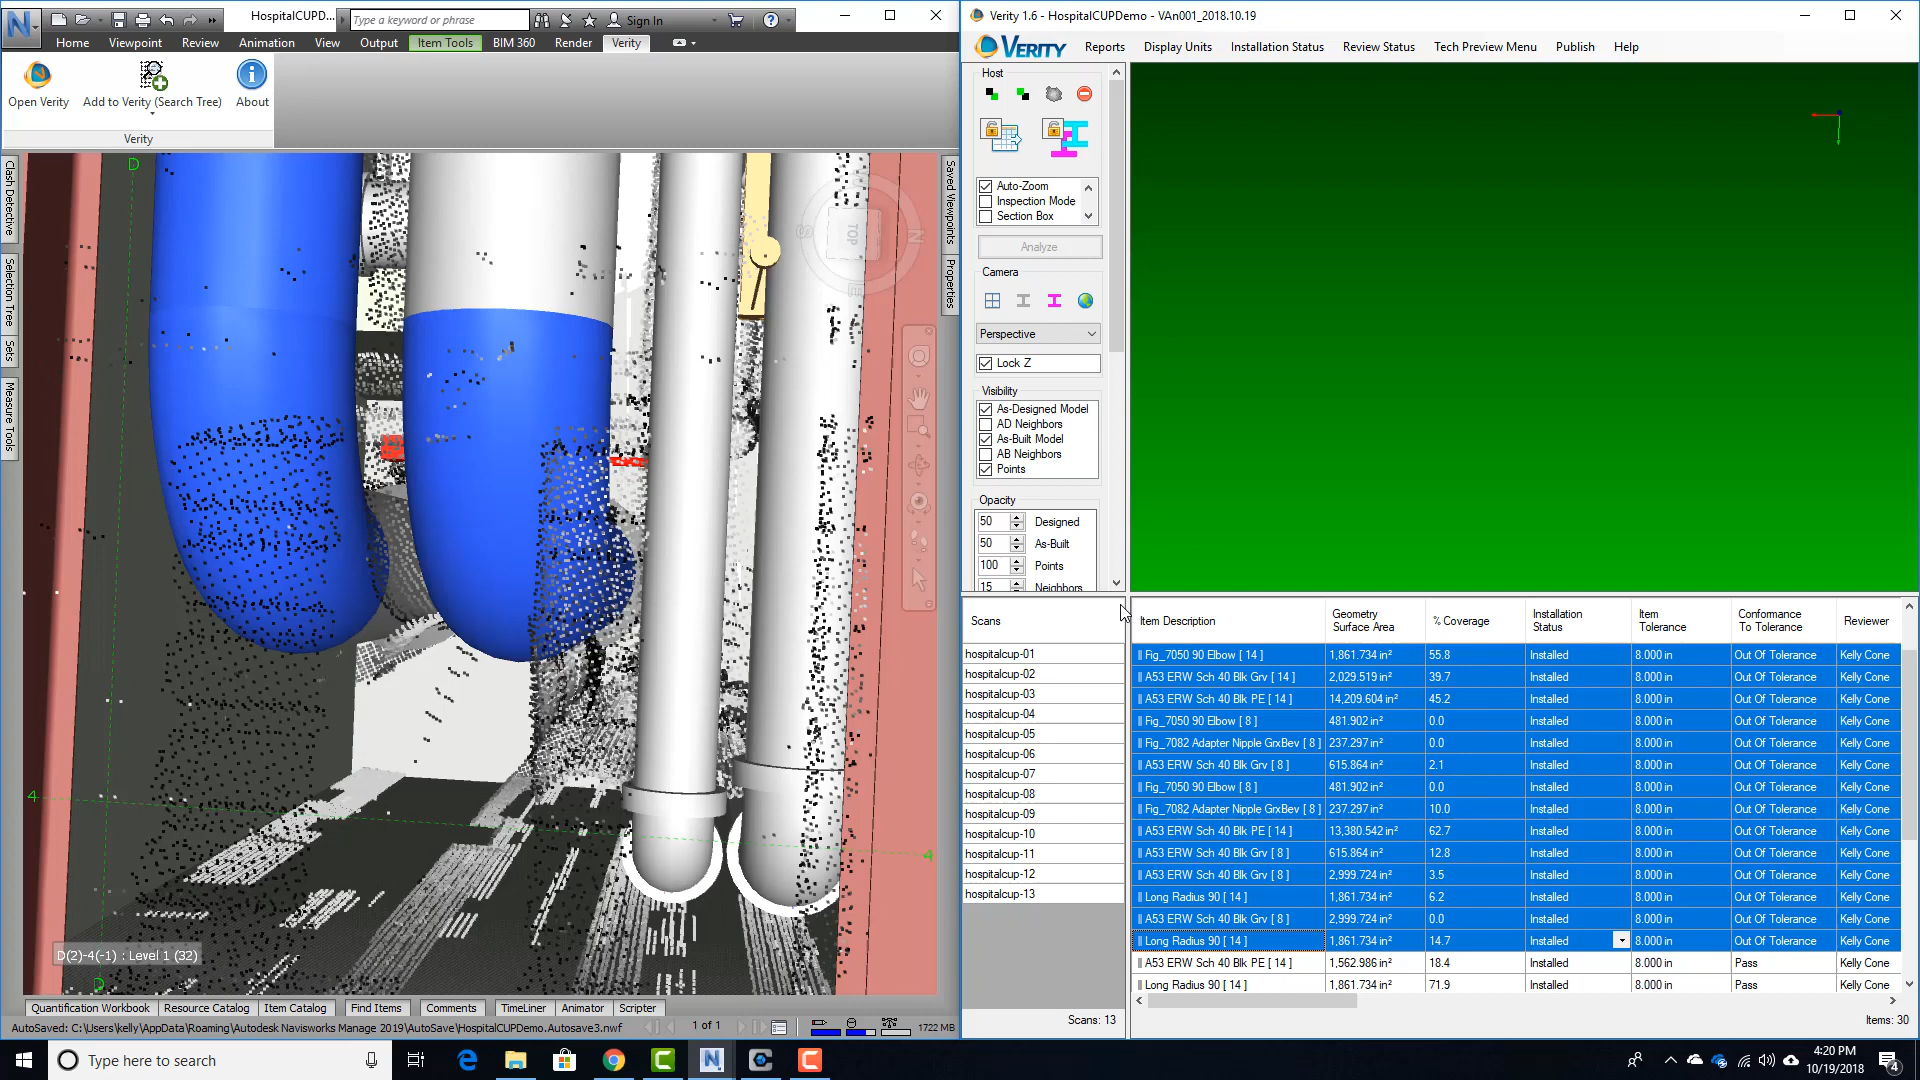 HospitalCUPD...
Type a keyword or phrase
Sign In
Home Viewpoint Review Animation View Output Item Tools BIM 360 Render Verity
Open Verity
Add to Verity (Search Tree)
About
Verity
Clash Detective
Selection Tree
Sets
Measure Tools
Saved Viewpoints
Properties
D
TOP
S
N
E
4
4
D
D(2)-4(-1) : Level 1 (32)
Quantification Workbook Resource Catalog Item Catalog Find Items Comments TimeLiner Animator Scripter
AutoSaved: C:\Users\kelly\AppData\Roaming\Autodesk Navisworks Manage 2019\AutoSave\HospitalCUPDemo.Autosave3.nwf
1 of 1
1722 MB
Verity 1.6 - HospitalCUPDemo - VAn001_2018.10.19
VERITY
Reports Display Units Installation Status Review Status Tech Preview Menu Publish Help
Host
Auto-Zoom
Inspection Mode
Section Box
Analyze
Camera
Perspective
Lock Z
Visibility
As-Designed Model
AD Neighbors
As-Built Model
AB Neighbors
Points
Opacity
50 Designed
50 As-Built
100 Points
15 Neighbors
Scans
hospitalcup-01
hospitalcup-02
hospitalcup-03
hospitalcup-04
hospitalcup-05
hospitalcup-06
hospitalcup-07
hospitalcup-08
hospitalcup-09
hospitalcup-10
hospitalcup-11
hospitalcup-12
hospitalcup-13
Scans: 13
Item Description Geometry Surface Area % Coverage Installation Status Item Tolerance Conformance To Tolerance Reviewer
Fig_7050 90 Elbow [ 14 ] 1,861.734 in² 55.8 Installed 8.000 in Out Of Tolerance Kelly Cone
A53 ERW Sch 40 Blk Grv [ 14 ] 2,029.519 in² 39.7 Installed 8.000 in Out Of Tolerance Kelly Cone
A53 ERW Sch 40 Blk PE [ 14 ] 14,209.604 in² 45.2 Installed 8.000 in Out Of Tolerance Kelly Cone
Fig_7050 90 Elbow [ 8 ] 481.902 in² 0.0 Installed 8.000 in Out Of Tolerance Kelly Cone
Fig_7082 Adapter Nipple GrxBev [ 8 ] 237.297 in² 0.0 Installed 8.000 in Out Of Tolerance Kelly Cone
A53 ERW Sch 40 Blk Grv [ 8 ] 615.864 in² 2.1 Installed 8.000 in Out Of Tolerance Kelly Cone
Fig_7050 90 Elbow [ 8 ] 481.902 in² 0.0 Installed 8.000 in Out Of Tolerance Kelly Cone
Fig_7082 Adapter Nipple GrxBev [ 8 ] 237.297 in² 10.0 Installed 8.000 in Out Of Tolerance Kelly Cone
A53 ERW Sch 40 Blk PE [ 14 ] 13,380.542 in² 62.7 Installed 8.000 in Out Of Tolerance Kelly Cone
A53 ERW Sch 40 Blk Grv [ 8 ] 615.864 in² 12.8 Installed 8.000 in Out Of Tolerance Kelly Cone
A53 ERW Sch 40 Blk Grv [ 8 ] 2,999.724 in² 3.5 Installed 8.000 in Out Of Tolerance Kelly Cone
Long Radius 90 [ 14 ] 1,861.734 in² 6.2 Installed 8.000 in Out Of Tolerance Kelly Cone
A53 ERW Sch 40 Blk Grv [ 8 ] 2,999.724 in² 0.0 Installed 8.000 in Out Of Tolerance Kelly Cone
Long Radius 90 [ 14 ] 1,861.734 in² 14.7 Installed 8.000 in Out Of Tolerance Kelly Cone
A53 ERW Sch 40 Blk PE [ 14 ] 1,562.986 in² 18.4 Installed 8.000 in Pass Kelly Cone
Long Radius 90 [ 14 ] 1,861.734 in² 71.9 Installed 8.000 in Pass Kelly Cone
Items: 30
Type here to search
4:20 PM
10/19/2018
4